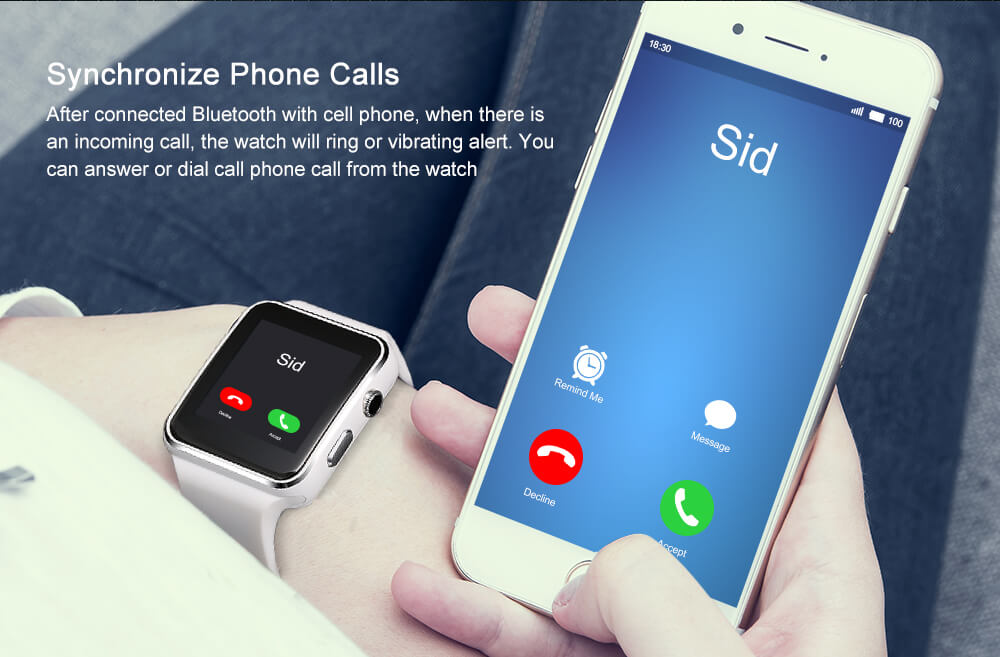 Synchronize Phone Calls
After connected Bluetooth with cell phone, when there is
an incoming call, the watch will ring or vibrating alert. You
can answer or dial call phone call from the watch
18:30
100
Sid
Remind Me
Message
Decline
Accept
Sid
Decline
Accept